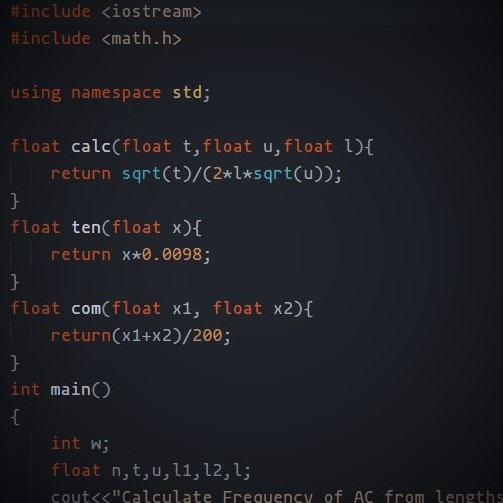 #include <iostream>
#include <math.h>
using namespace std;
float calc(float t,float u,float l){
return sqrt(t)/(2*l*sqrt(u));
}
float ten(float x){
return x*0.0098;
}
float com(float x1, float x2){
return(x1+x2)/200;
}
int main()
{
int w;
float n,t,u,l1,l2,l;
cout<<"Calculate Frequency of AC from lengths